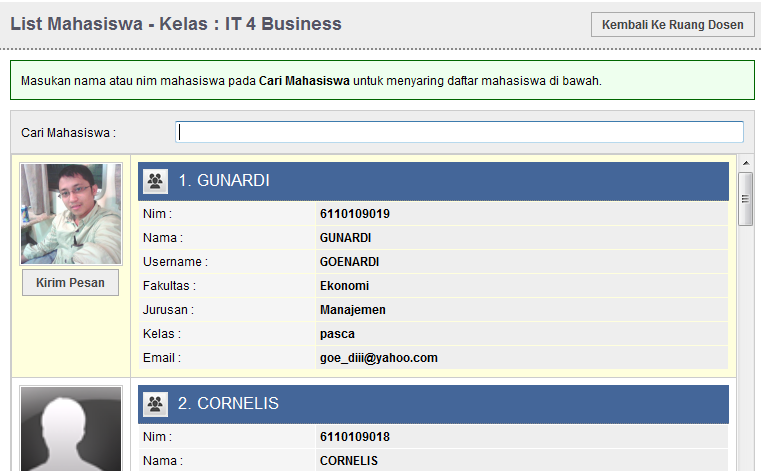 List Mahasiswa - Kelas : IT 4 Business
Kembali Ke Ruang Dosen
Masukan nama atau nim mahasiswa pada Cari Mahasiswa untuk menyaring daftar mahasiswa di bawah.
Cari Mahasiswa :
1. GUNARDI
Nim : 6110109019
Nama : GUNARDI
Username : GOENARDI
Fakultas : Ekonomi
Jurusan : Manajemen
Kelas : pasca
Email : goe_diii@yahoo.com
Kirim Pesan
2. CORNELIS
Nim : 6110109018
Nama : CORNELIS